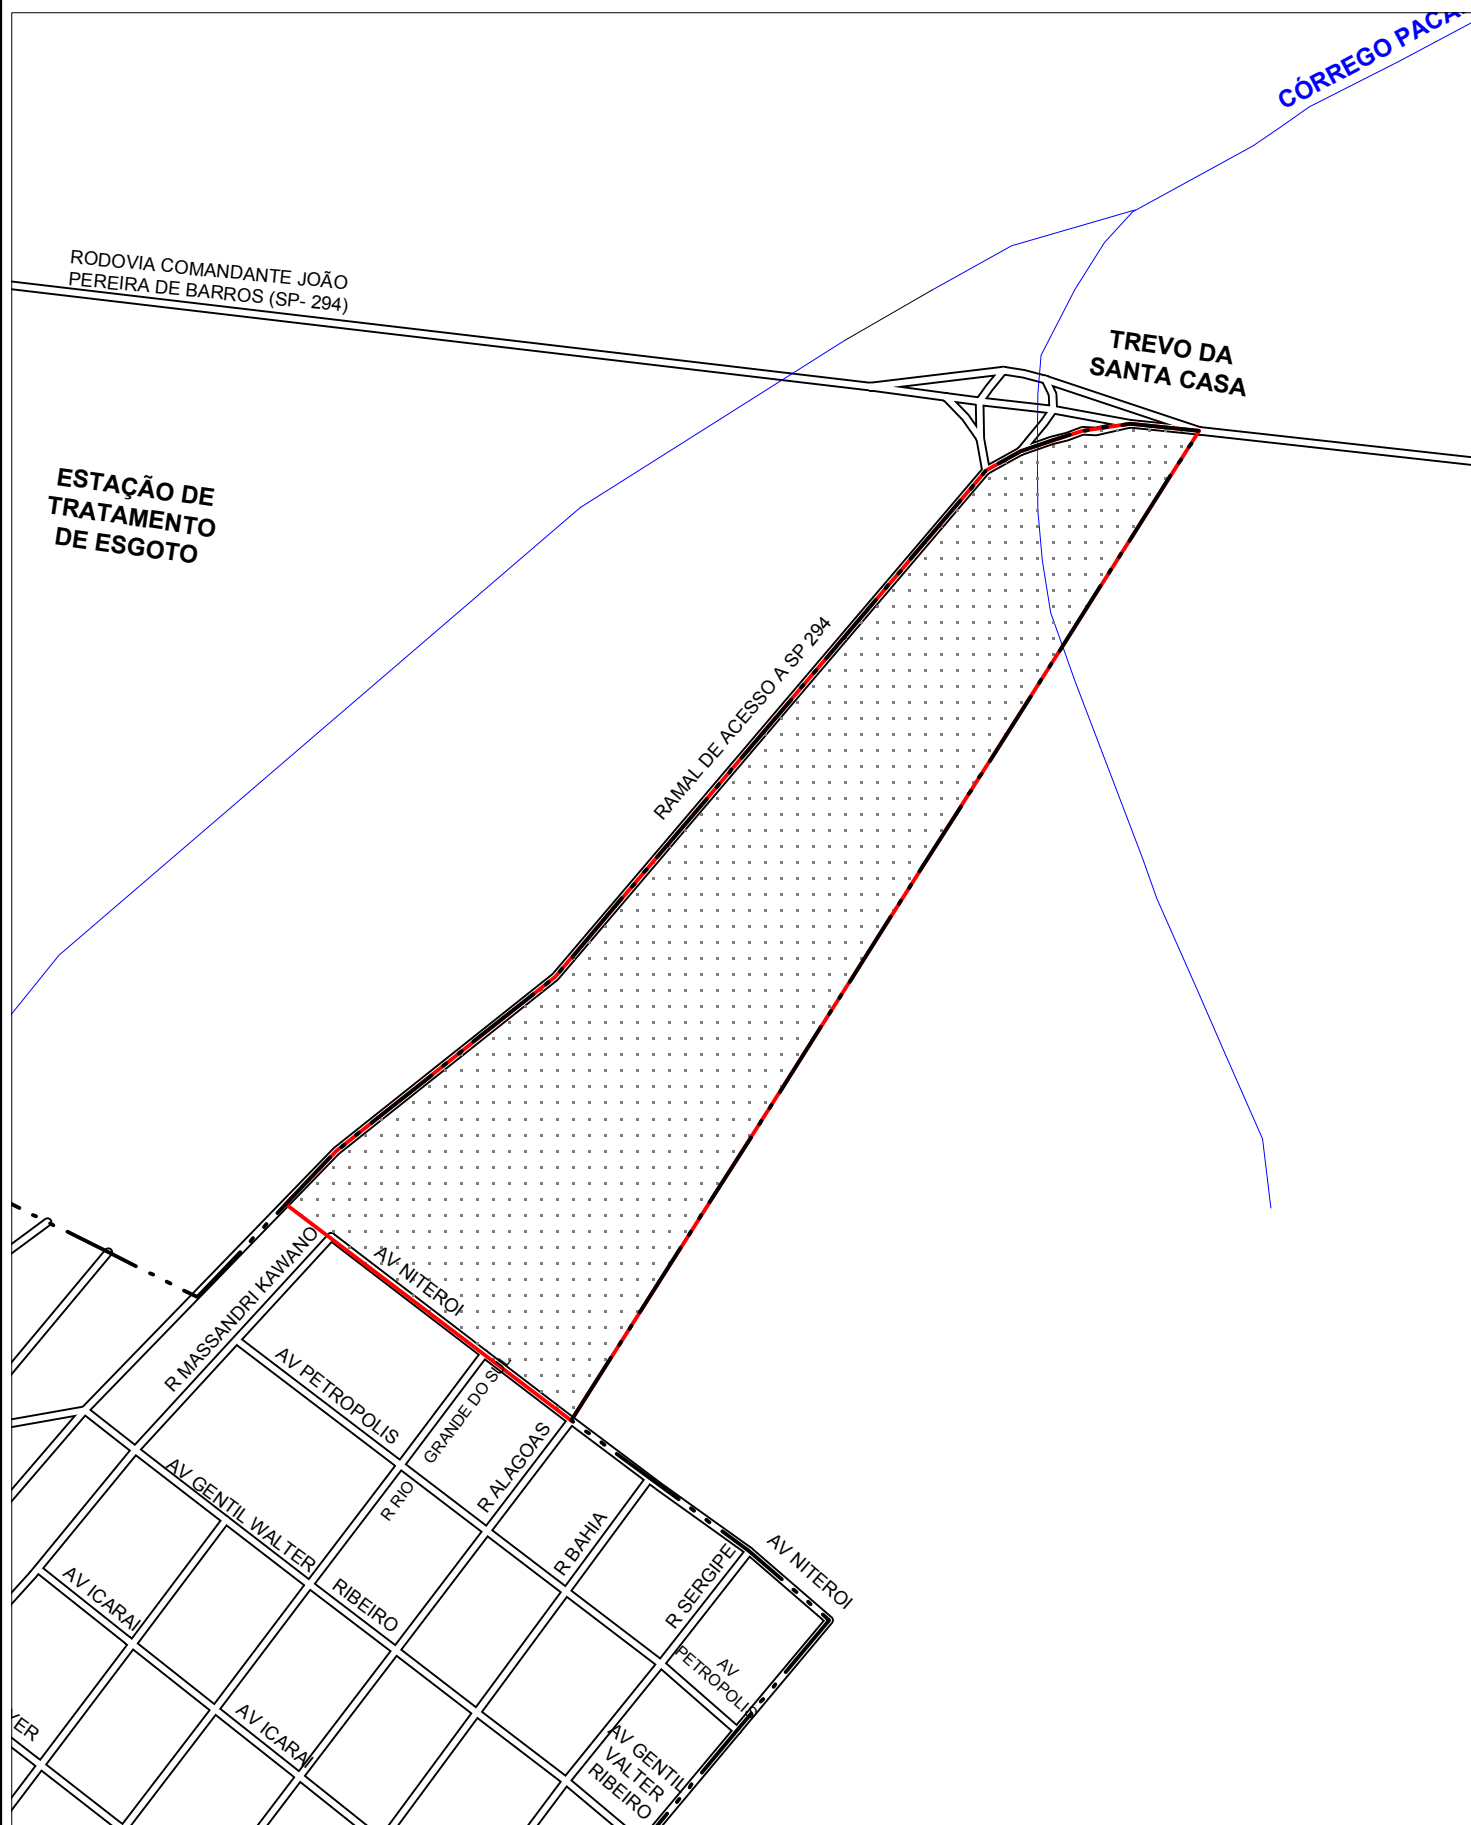 CÓRREGO
RODOVIA COMANDANTE JOÃO
PEREIRA DE BARROS (SP- 294)
TREVO DA
SANTA CASA
ESTAÇÃO DE
TRATAMENTO
DE ESGOTO
RAMAL DE ACESSO A SP 294
R MASSANDRI KAWANO
AV NITEROI
AV PETROPOLIS
GRANDE DO SUL
R RIO
R ALAGOAS
AV GENTIL WALTER
RIBEIRO
R BAHIA
R SERGIPE
AV NITEROI
AV ICARAI
AV
PETROPOLIS
AV ICARAI
AV GENTIL
VALTER
RIBEIRO
YER